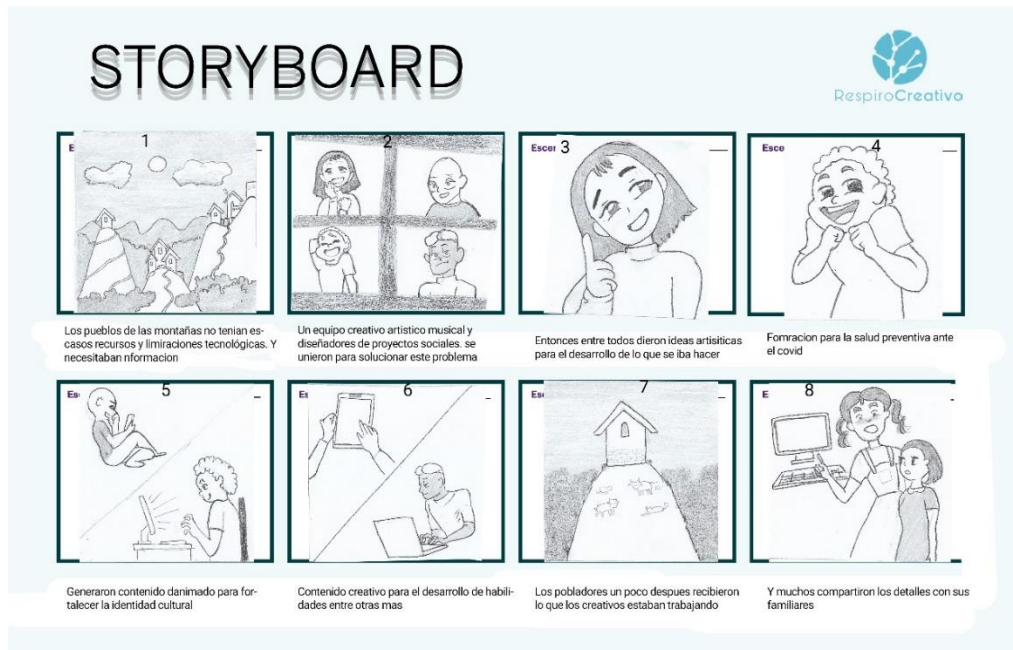 STORYBOARD
RespiroCreativo
E 1
2
Escer 3
Esce 4
Los pueblos de las montañas no tenian es-
casos recursos y limiraciones tecnológicas. Y
necesitaban nformacion
Un equipo creativo artistico musical y
diseñadores de proyectos sociales. se
unieron para solucionar este problema
Entonces entre todos dieron ideas artisiticas
para el desarrollo de lo que se iba hacer
Fomracion para la salud preventiva ante
el covid
Es 5
Es 6
Es 7
E 8
Generaron contenido danimado para for-
talecer la identidad cultural
Contenido creativo para el desarrollo de habili-
dades entre otras mas
Los pobladores un poco despues recibieron
lo que los creativos estaban trabajando
Y muchos compartiron los detalles con sus
familiares